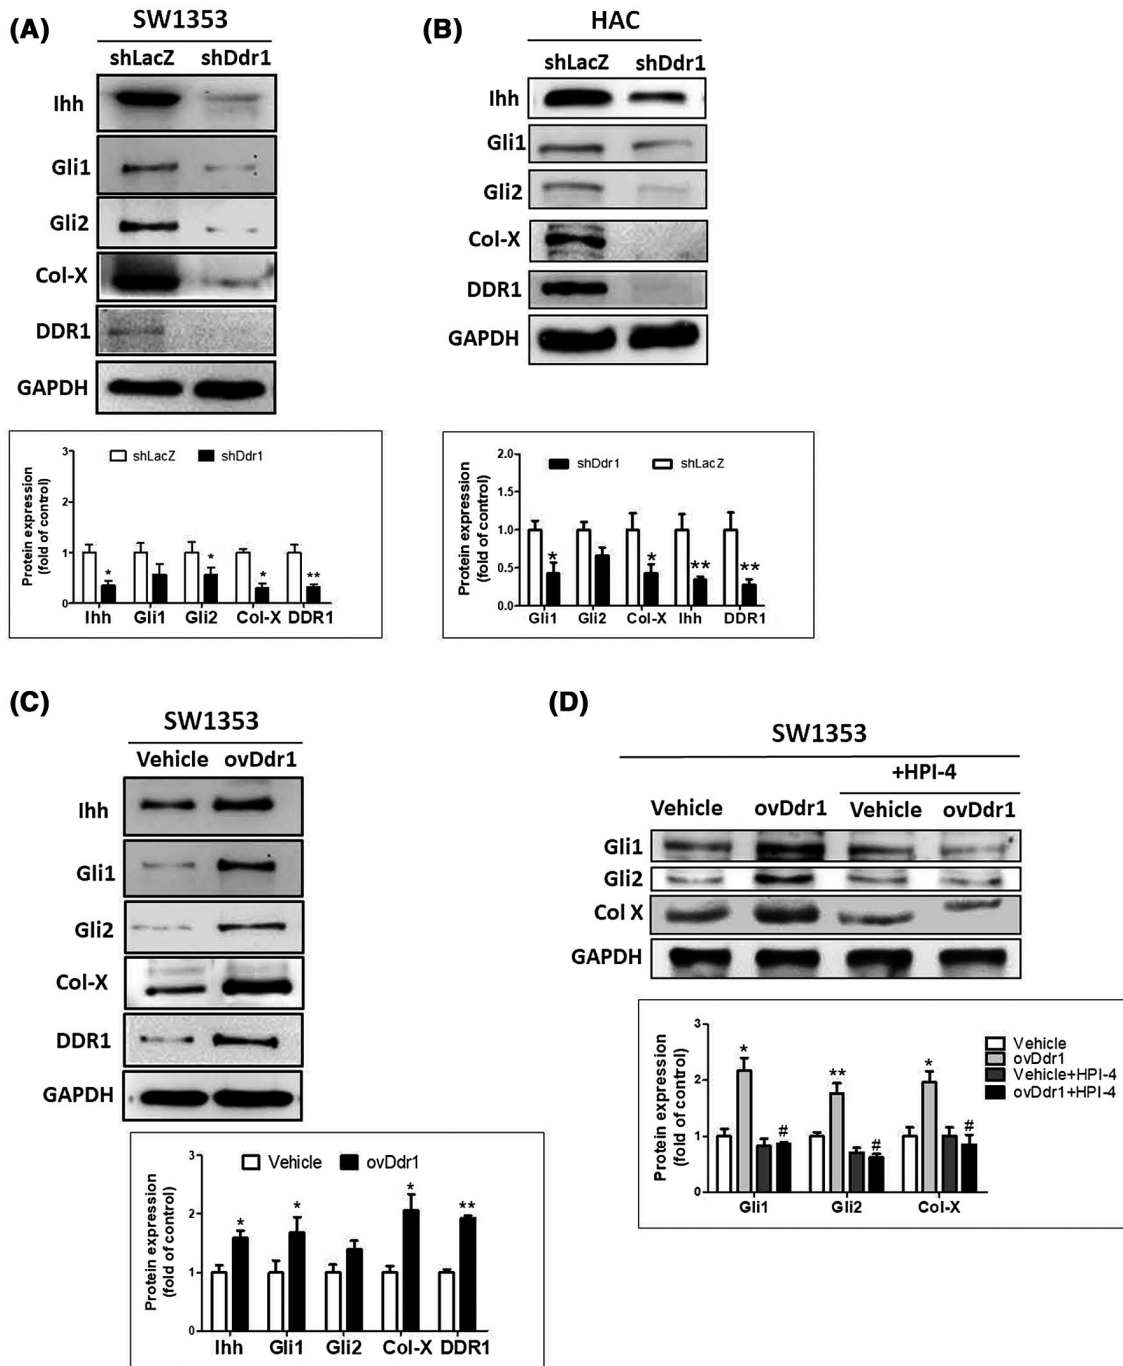 (A)
SW1353
shLacZ shDdr1
Ihh
Gli1
Gli2
Col-X
DDR1
GAPDH
Protein expression
(fold of control)
3
2
1
0
shLacZ shDdr1
* * * **
Ihh Gli1 Gli2 Col-X DDR1
(B)
HAC
shLacZ shDdr1
Ihh
Gli1
Gli2
Col-X
DDR1
GAPDH
Protein expression
(fold of control)
2.0
1.5
1.0
0.5
0.0
shDdr1 shLacZ
* * ** **
Gli1 Gli2 Col-X Ihh DDR1
(C)
SW1353
Vehicle ovDdr1
Ihh
Gli1
Gli2
Col-X
DDR1
GAPDH
Protein expression
(fold of control)
3
2
1
0
Vehicle ovDdr1
* * * **
Ihh Gli1 Gli2 Col-X DDR1
(D)
SW1353
+HPI-4
Vehicle ovDdr1 Vehicle ovDdr1
Gli1
Gli2
Col X
GAPDH
Protein expression
(fold of control)
3
2
1
0
Vehicle
ovDdr1
Vehicle+HPI-4
ovDdr1+HPI-4
* ** *
# # #
Gli1 Gli2 Col-X